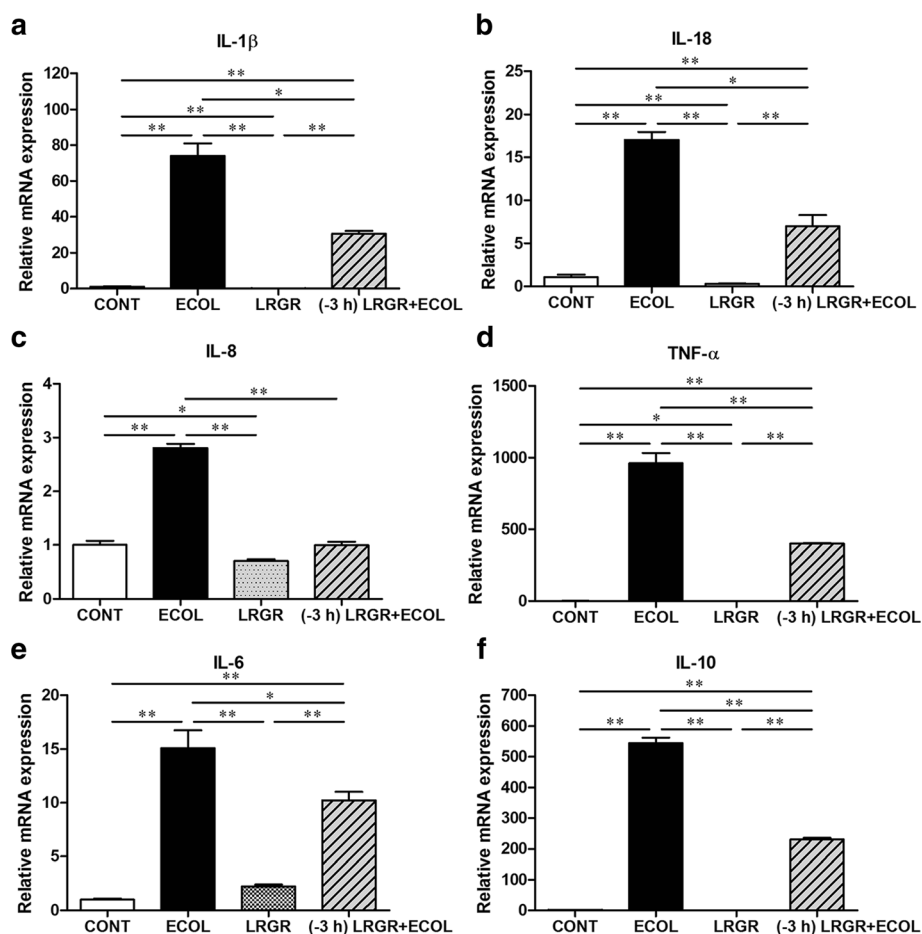 a
IL-1β
Relative mRNA expression
120
100
80
60
40
20
0
**
*
**
** ** **
CONT ECOL LRGR (-3 h) LRGR+ECOL
b
IL-18
Relative mRNA expression
25
20
15
10
5
0
**
*
**
** ** **
CONT ECOL LRGR (-3 h) LRGR+ECOL
c
IL-8
Relative mRNA expression
4
3
2
1
0
**
*
** **
CONT ECOL LRGR (-3 h) LRGR+ECOL
d
TNF-α
Relative mRNA expression
1500
1000
500
0
**
**
*
** ** **
CONT ECOL LRGR (-3 h) LRGR+ECOL
e
IL-6
Relative mRNA expression
20
15
10
5
0
**
*
** ** **
CONT ECOL LRGR (-3 h) LRGR+ECOL
f
IL-10
Relative mRNA expression
700
600
500
400
300
200
100
0
**
**
** ** **
CONT ECOL LRGR (-3 h) LRGR+ECOL